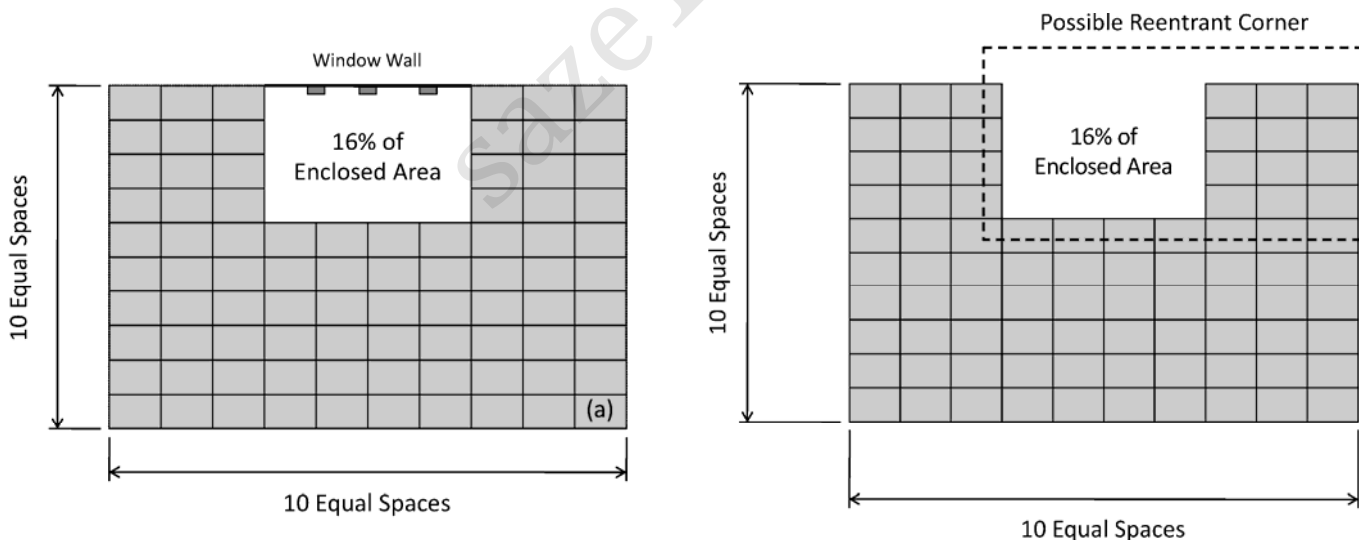 Possible Reentrant Corner
Window Wall
16% of
Enclosed Area
16% of
Enclosed Area
10 Equal Spaces
10 Equal Spaces
(a)
10 Equal Spaces
10 Equal Spaces